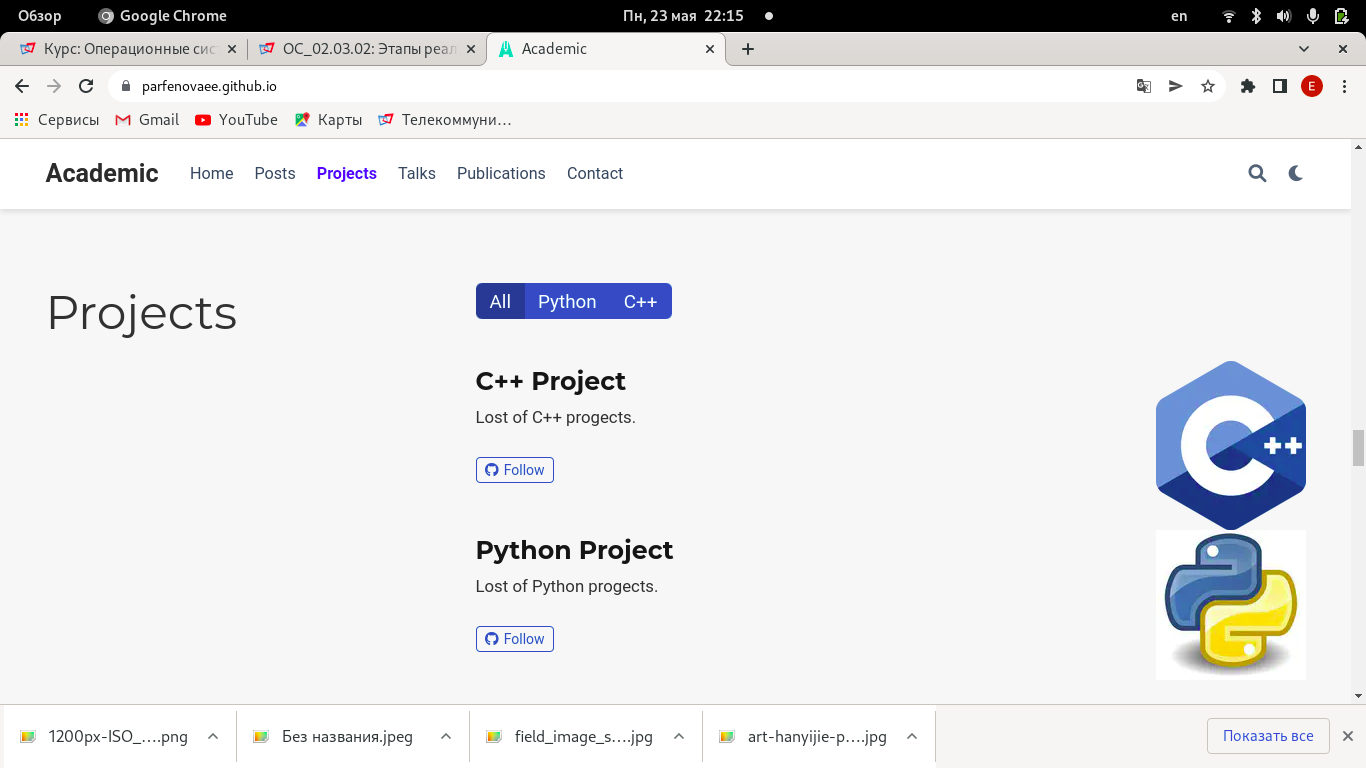 Обзор Google Chrome Пн, 23 мая 22:15 en
Курс: Операционные сис ОС_02.03.02: Этапы реал Academic
parfenovaee.github.io E
Сервисы Gmail YouTube Карты Телекоммуни…
Academic Home Posts Projects Talks Publications Contact
Projects
All Python C++
C++ Project
Lost of C++ progects.
Follow
C++
Python Project
Lost of Python progects.
Follow
1200px-ISO_….png Без названия.jpeg field_image_s….jpg art-hanyijie-p….jpg Показать все